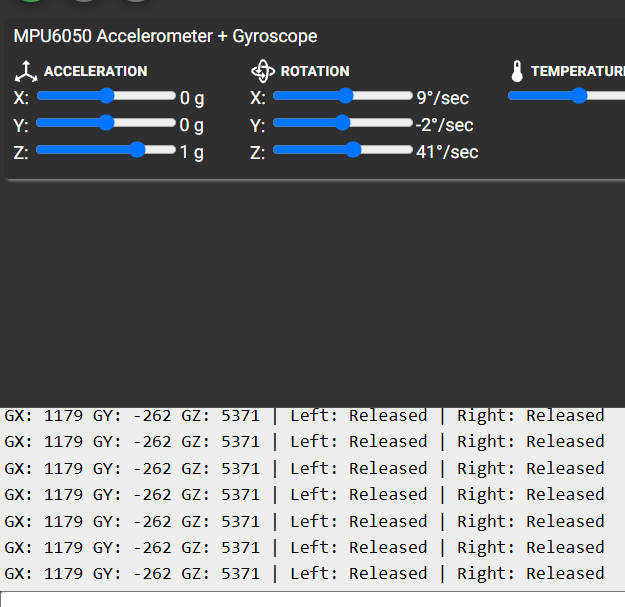 MPU6050 Accelerometer + Gyroscope
ACCELERATION ROTATION TEMPERATURE
X: 0 g X: 9°/sec
Y: 0 g Y: -2°/sec
Z: 1 g Z: 41°/sec
GX: 1179 GY: -262 GZ: 5371 | Left: Released | Right: Released
GX: 1179 GY: -262 GZ: 5371 | Left: Released | Right: Released
GX: 1179 GY: -262 GZ: 5371 | Left: Released | Right: Released
GX: 1179 GY: -262 GZ: 5371 | Left: Released | Right: Released
GX: 1179 GY: -262 GZ: 5371 | Left: Released | Right: Released
GX: 1179 GY: -262 GZ: 5371 | Left: Released | Right: Released
GX: 1179 GY: -262 GZ: 5371 | Left: Released | Right: Released